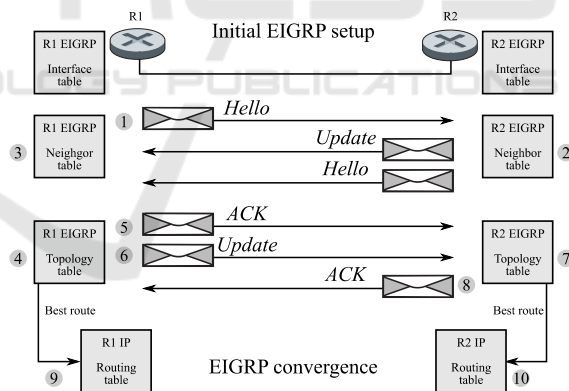 R1
Initial EIGRP setup
R2
R1 EIGRP
Interface
table
R2 EIGRP
Interface
table
1
Hello
R1 EIGRP
Neighgor
table
3
Update
R2 EIGRP
Neighbor
table
2
Hello
5
ACK
R1 EIGRP
Topology
table
4
6
Update
R2 EIGRP
Topology
table
7
ACK
8
Best route
Best route
R1 IP
Routing
table
9
EIGRP convergence
R2 IP
Routing
table
10
PUBLICATIONS